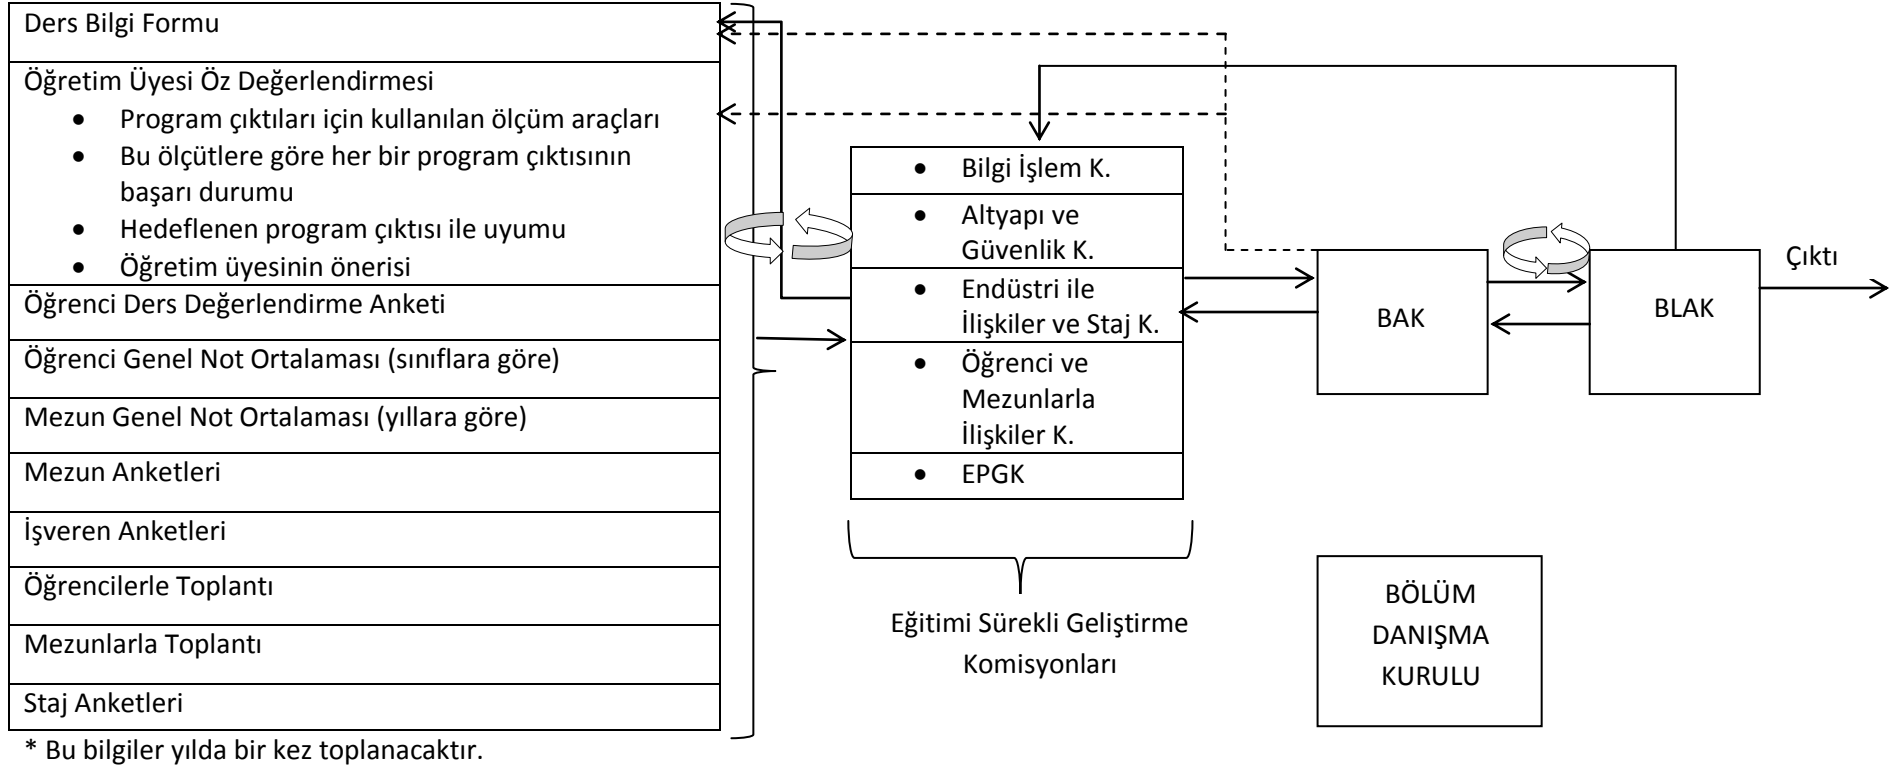 Ders Bilgi Formu
Öğretim Üyesi Öz Değerlendirmesi
• Program çıktıları için kullanılan ölçüm araçları
• Bu ölçütlere göre her bir program çıktısının
başarı durumu
• Hedeflenen program çıktısı ile uyumu
• Öğretim üyesinin önerisi
Öğrenci Ders Değerlendirme Anketi
Öğrenci Genel Not Ortalaması (sınıflara göre)
Mezun Genel Not Ortalaması (yıllara göre)
Mezun Anketleri
İşveren Anketleri
Öğrencilerle Toplantı
Mezunlarla Toplantı
Staj Anketleri
* Bu bilgiler yılda bir kez toplanacaktır.
• Bilgi İşlem K.
• Altyapı ve
Güvenlik K.
• Endüstri ile
İlişkiler ve Staj K.
• Öğrenci ve
Mezunlarla
İlişkiler K.
• EPGK
Eğitimi Sürekli Geliştirme
Komisyonları
BAK
BLAK
Çıktı
BÖLÜM
DANIŞMA
KURULU